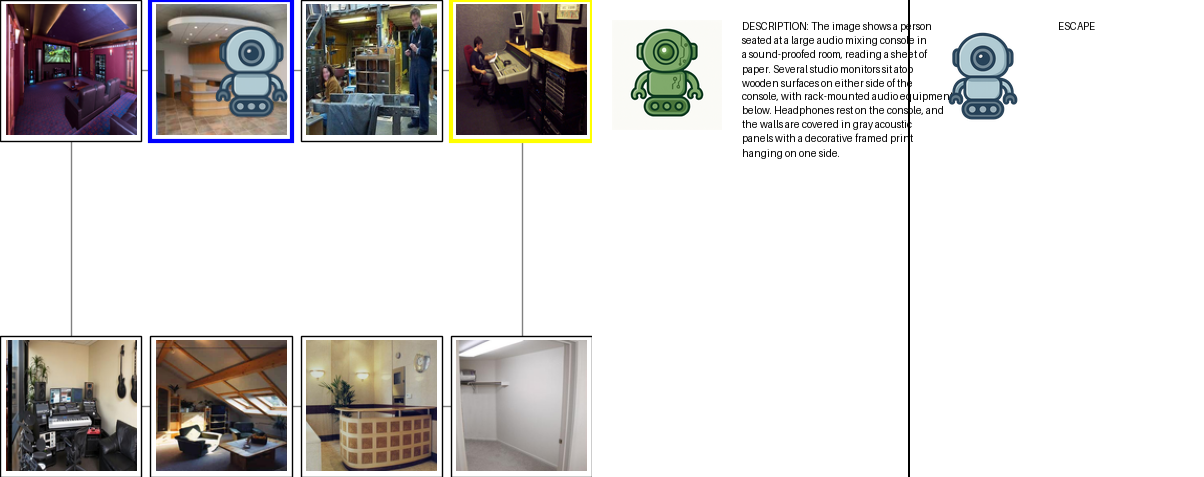 DESCRIPTION: The image shows a person
seated at a large audio mixing console in
a sound-proofed room, reading a sheet of
paper. Several studio monitors sit atop
wooden surfaces on either side of the
console, with rack-mounted audio equipmen
below. Headphones rest on the console, and
the walls are covered in gray acoustic
panels with a decorative framed print
hanging on one side.
ESCAPE